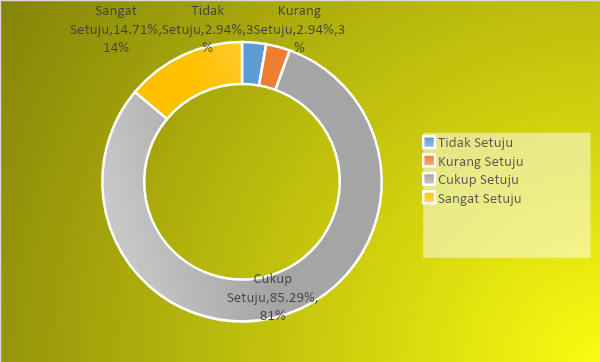 Sangat
Setuju,14.71%,
14%
Tidak
Setuju,2.94%,3
%
Kurang
Setuju,2.94%,3
%
Cukup
Setuju,85.29%,
81%
Tidak Setuju
Kurang Setuju
Cukup Setuju
Sangat Setuju